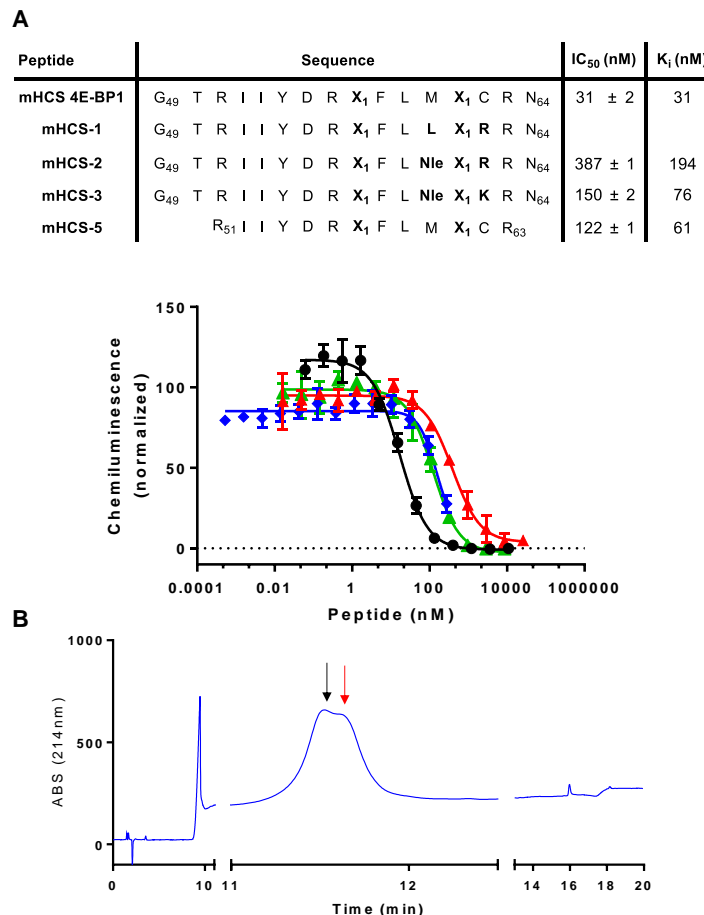 A
Peptide Sequence IC50 (nM) Ki (nM)
mHCS 4E-BP1 G49 T R I I Y D R X1 F L M X1 C R N64 31 ± 2 31
mHCS-1 G49 T R I I Y D R X1 F L L X1 R R N64
mHCS-2 G49 T R I I Y D R X1 F L Nle X1 R R N64 387 ± 1 194
mHCS-3 G49 T R I I Y D R X1 F L Nle X1 K R N64 150 ± 2 76
mHCS-5 R51 I I Y D R X1 F L M X1 C R63 122 ± 1 61
Chemiluminescence
(normalized)
150
100
50
0
0.0001 0.01 1 100 10000 1000000
Peptide (nM)
B
ABS (214nm)
1000
500
0
0 10 11 12 14 16 18 20
Time (min)